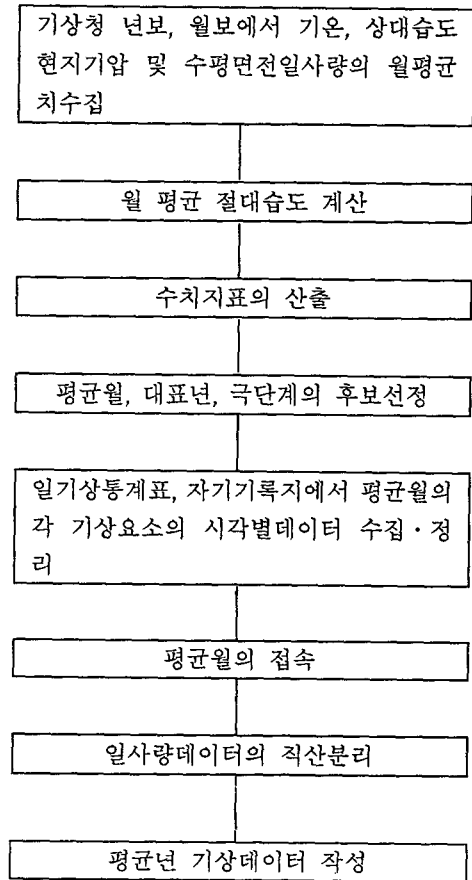 기상청 년보, 월보에서 기온, 상대습도
현지기압 및 수평면전일사량의 월평균
치수집
월 평균 절대습도 계산
수치지표의 산출
평균월, 대표년, 극단계의 후보선정
일기상통계표, 자기기록지에서 평균월의
각 기상요소의 시각별데이터 수집·정
리
평균월의 접속
일사량데이터의 직산분리
평균년 기상데이터 작성